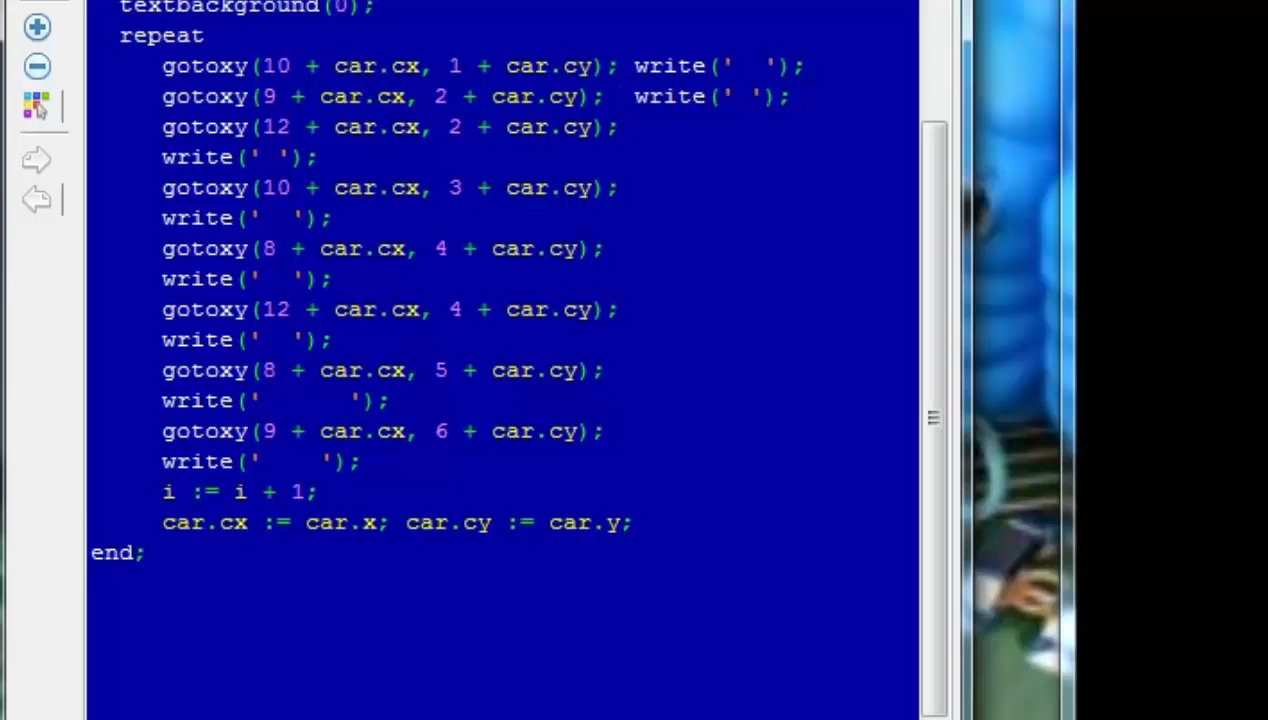 textbackground(0);
repeat
gotoxy(10 + car.cx, 1 + car.cy); write('  ');
gotoxy(9 + car.cx, 2 + car.cy);  write(' ');
gotoxy(12 + car.cx, 2 + car.cy);
write(' ');
gotoxy(10 + car.cx, 3 + car.cy);
write('  ');
gotoxy(8 + car.cx, 4 + car.cy);
write('  ');
gotoxy(12 + car.cx, 4 + car.cy);
write('  ');
gotoxy(8 + car.cx, 5 + car.cy);
write('      ');
gotoxy(9 + car.cx, 6 + car.cy);
write('    ');
i := i + 1;
car.cx := car.x; car.cy := car.y;
end;